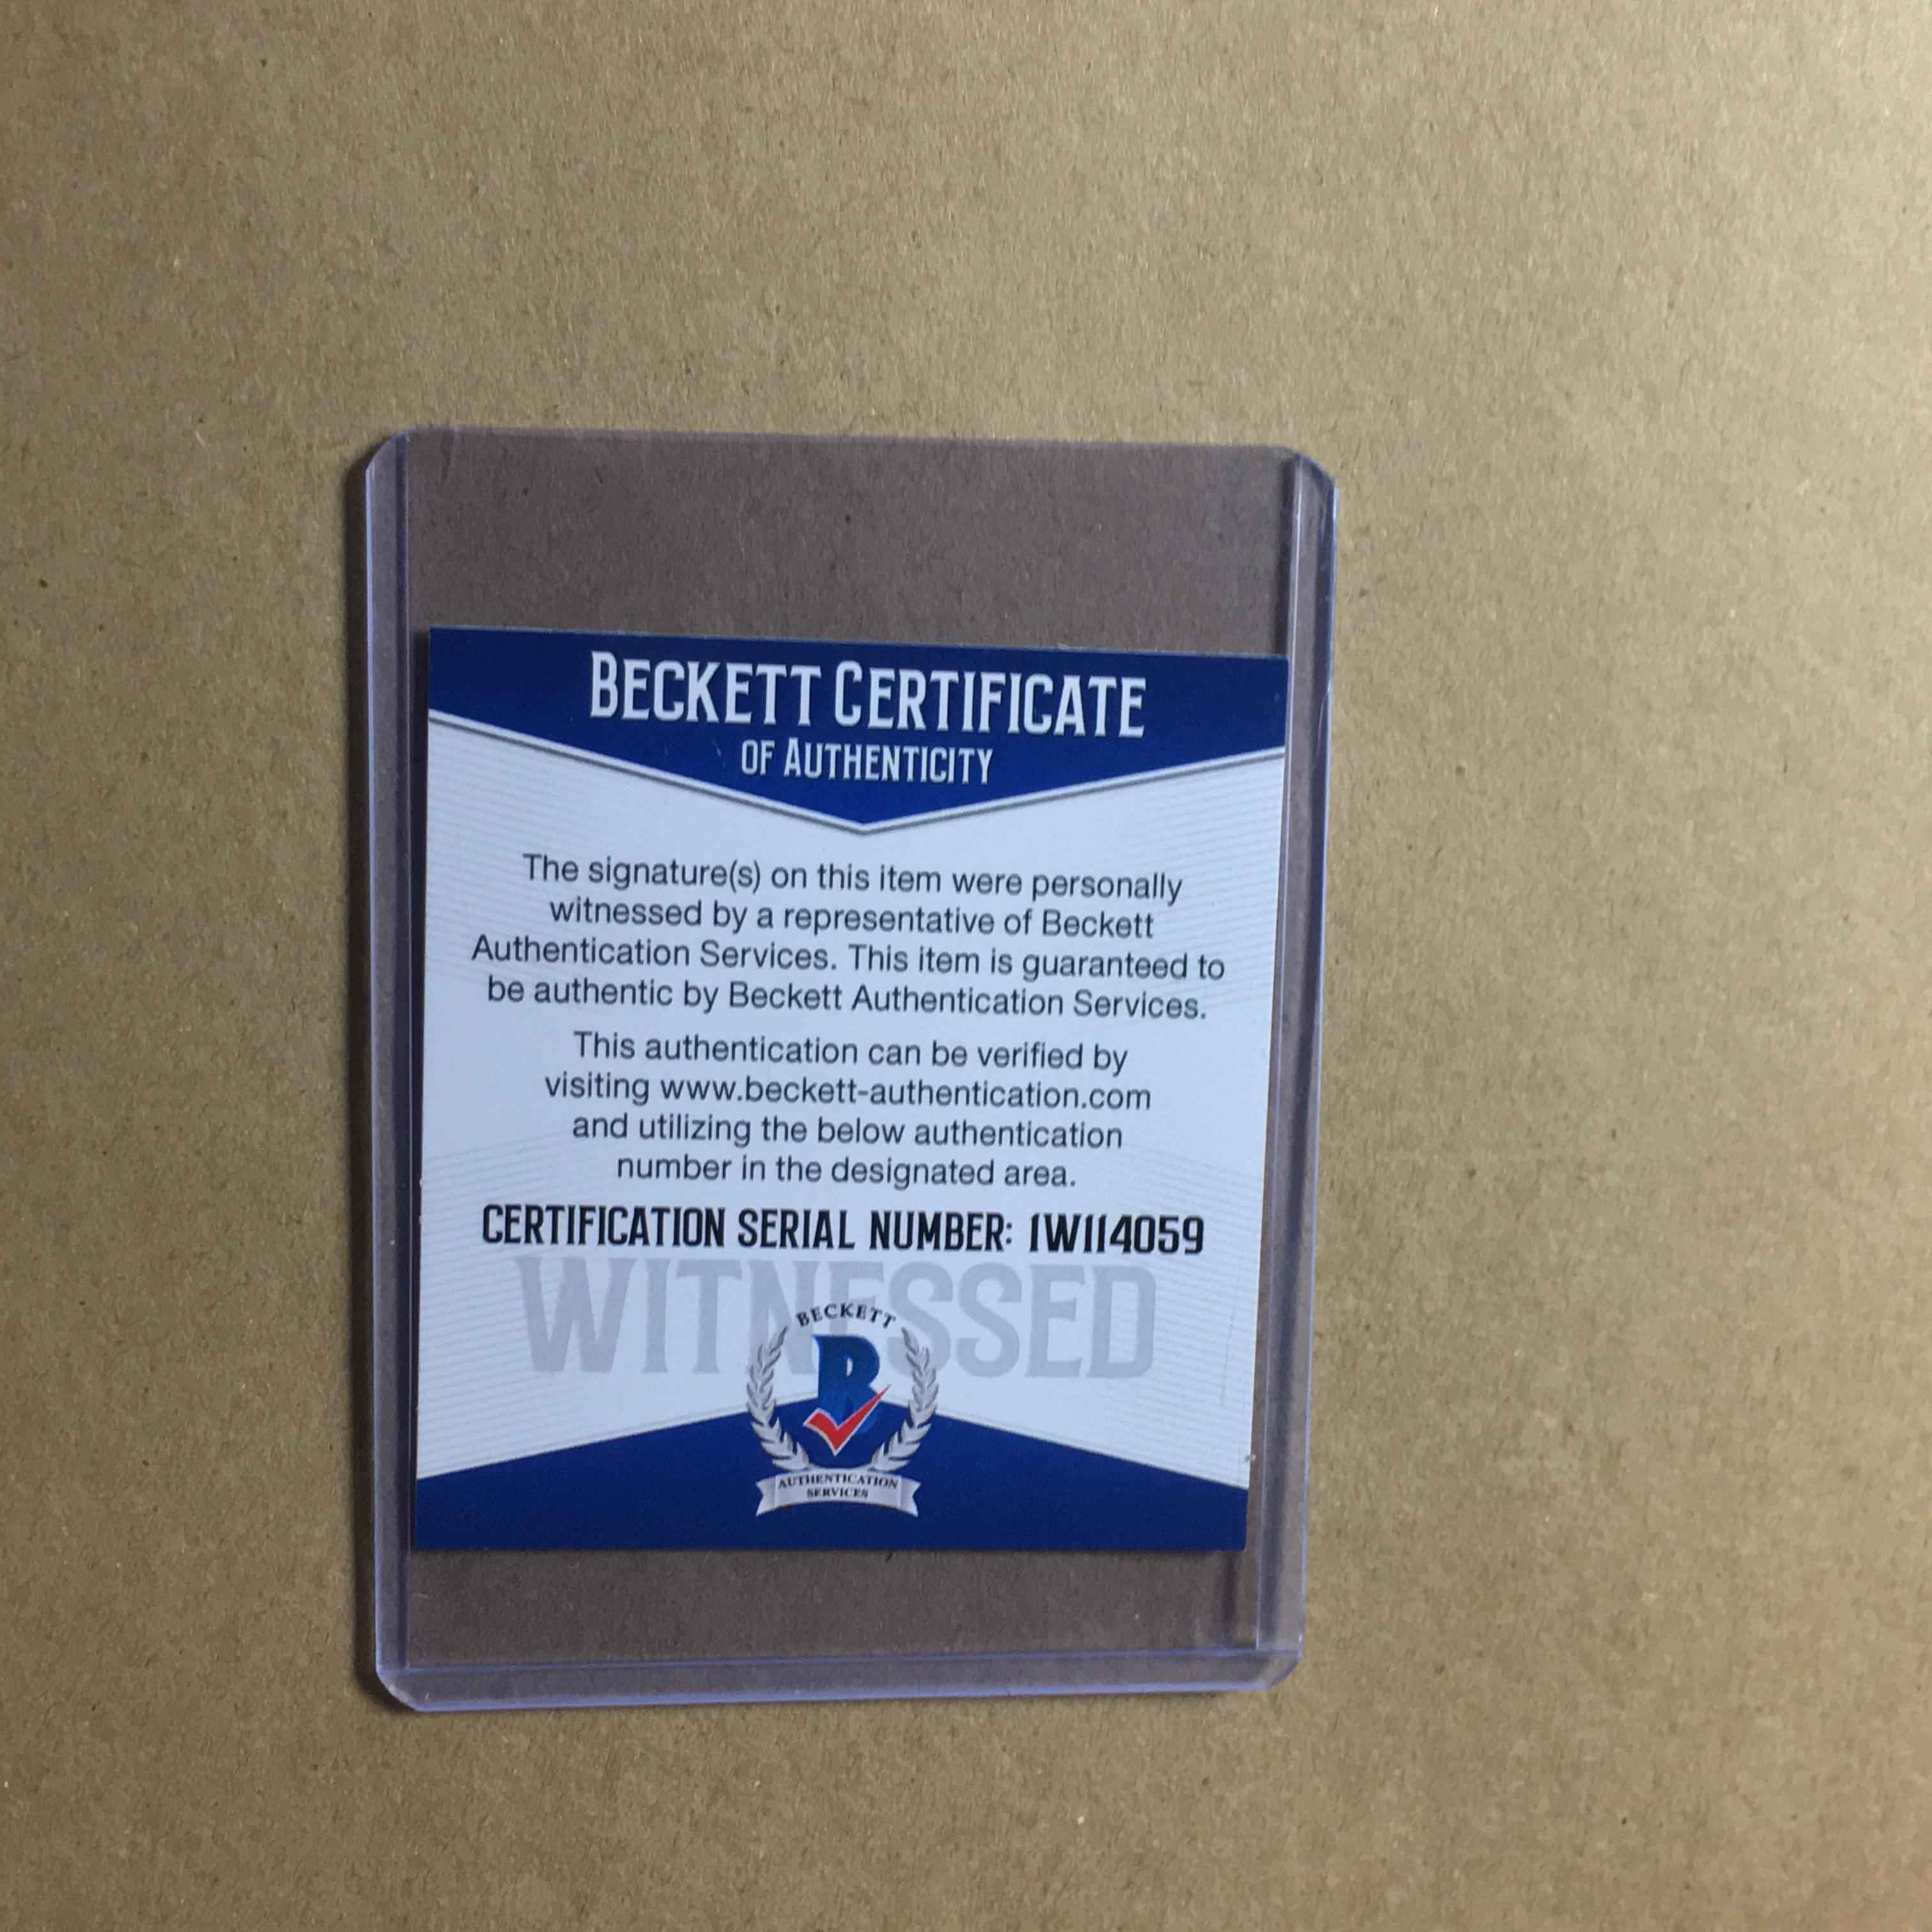 BECKETT CERTIFICATE
OF AUTHENTICITY
The signature(s) on this item were personally
witnessed by a representative of Beckett
Authentication Services. This item is guaranteed to
be authentic by Beckett Authentication Services.
This authentication can be verified by
visiting www.beckett-authentication.com
and utilizing the below authentication
number in the designated area.
CERTIFICATION SERIAL NUMBER: 1W114059
WITNESSED
BECKETT
B
AUTHENTICATION
SERVICES